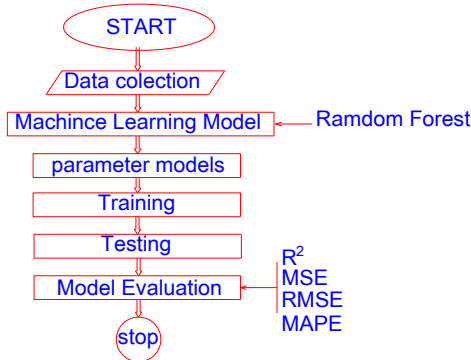 START
Data colection
Machince Learning Model
Ramdom Forest
parameter models
Training
Testing
Model Evaluation
R²
MSE
RMSE
MAPE
stop